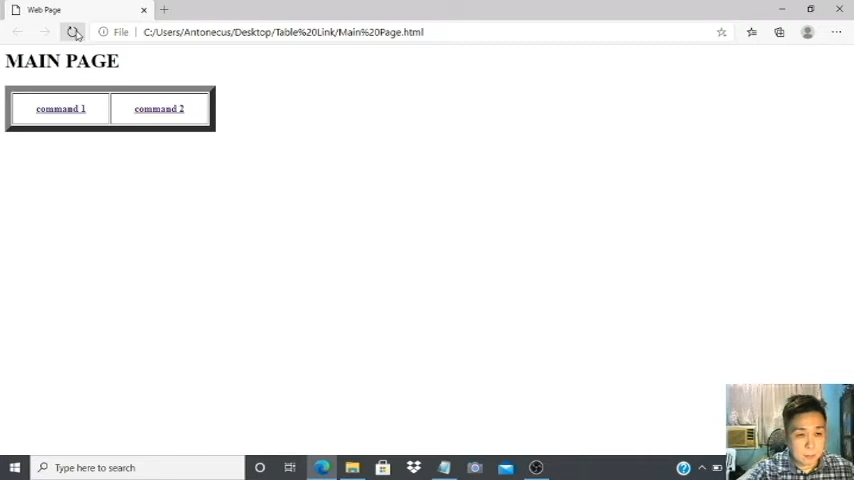 Web Page
File
C:/Users/Antonecus/Desktop/Table%20Link/Main%20Page.html
MAIN PAGE
command 1
command 2
Type here to search